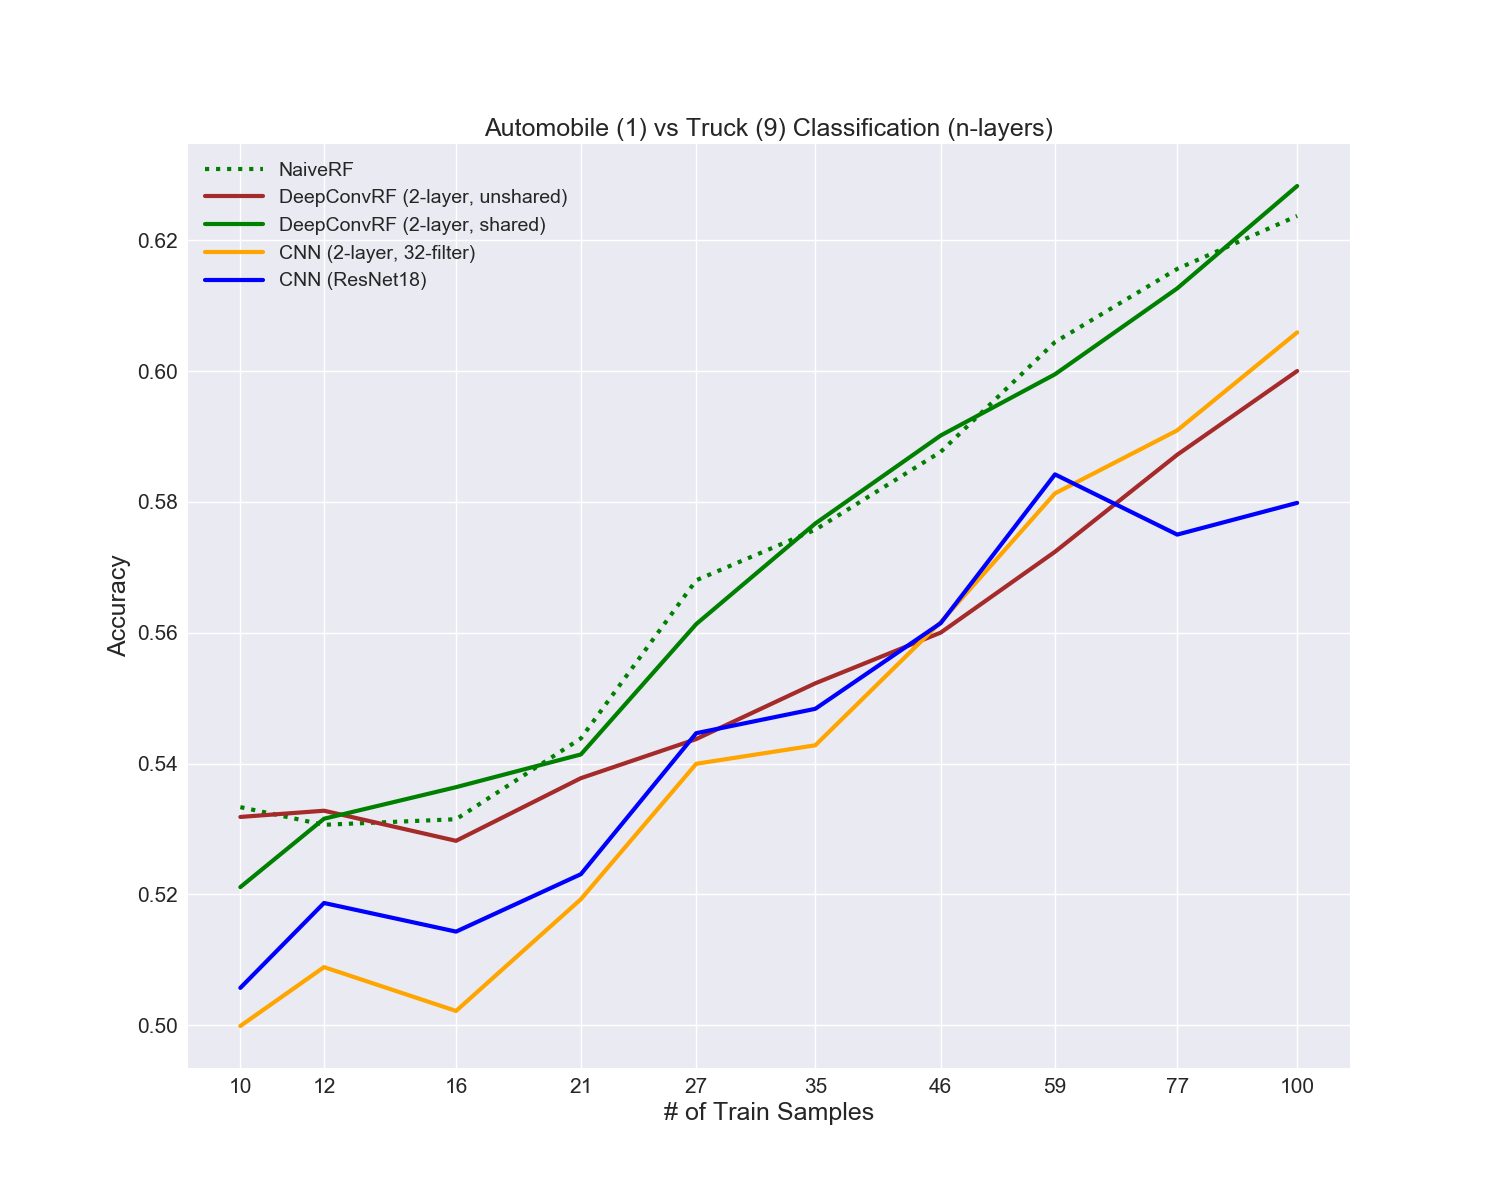 Automobile (1) vs Truck (9) Classification (n-layers)
NaiveRF
DeepConvRF (2-layer, unshared)
DeepConvRF (2-layer, shared)
CNN (2-layer, 32-filter)
CNN (ResNet18)
0.62
0.60
0.58
0.56
0.54
0.52
0.50
Accuracy
10 12 16 21 27 35 46 59 77 100
# of Train Samples